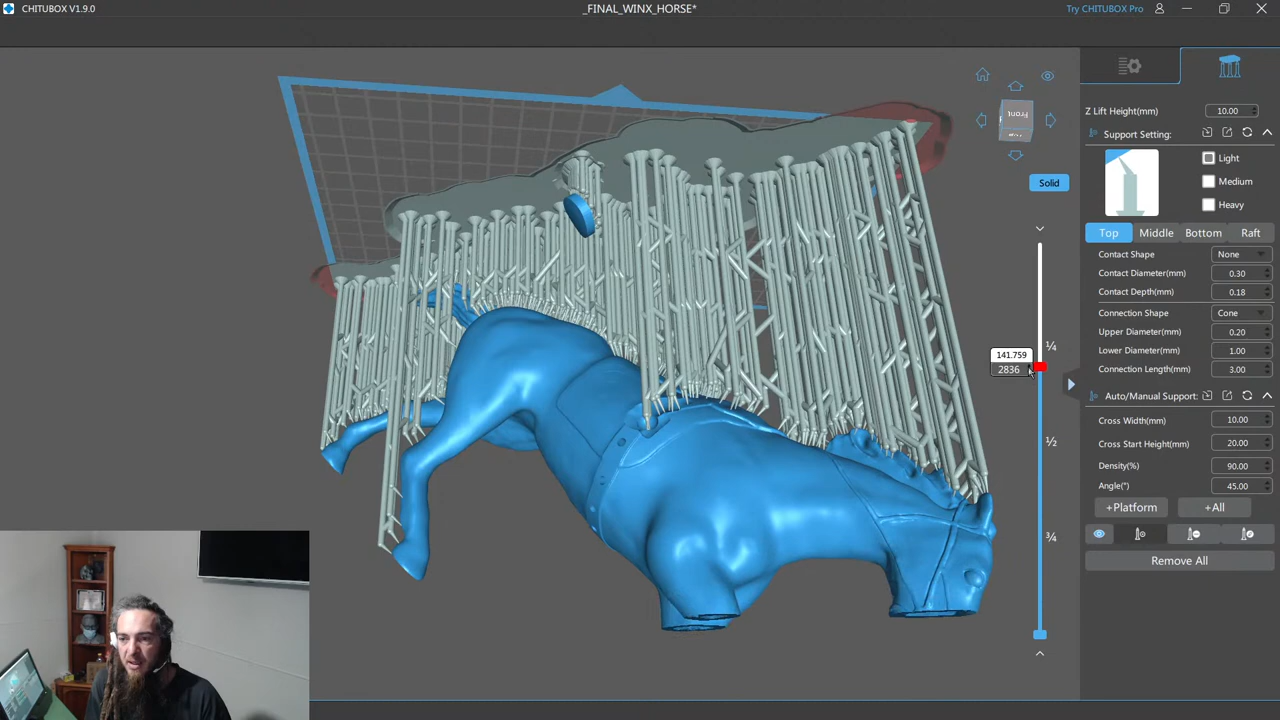 CHITUBOX V1.9.0
_FINAL_WINX_HORSE*
Try CHITUBOX Pro
Front
Solid
141.759
2836
¼
½
¾
Z Lift Height(mm) 10.00
Support Setting:
Light
Medium
Heavy
Top Middle Bottom Raft
Contact Shape None
Contact Diameter(mm) 0.30
Contact Depth(mm) 0.18
Connection Shape Cone
Upper Diameter(mm) 0.20
Lower Diameter(mm) 1.00
Connection Length(mm) 3.00
Auto/Manual Support:
Cross Width(mm) 10.00
Cross Start Height(mm) 20.00
Density(%) 90.00
Angle(°) 45.00
+Platform +All
Remove All